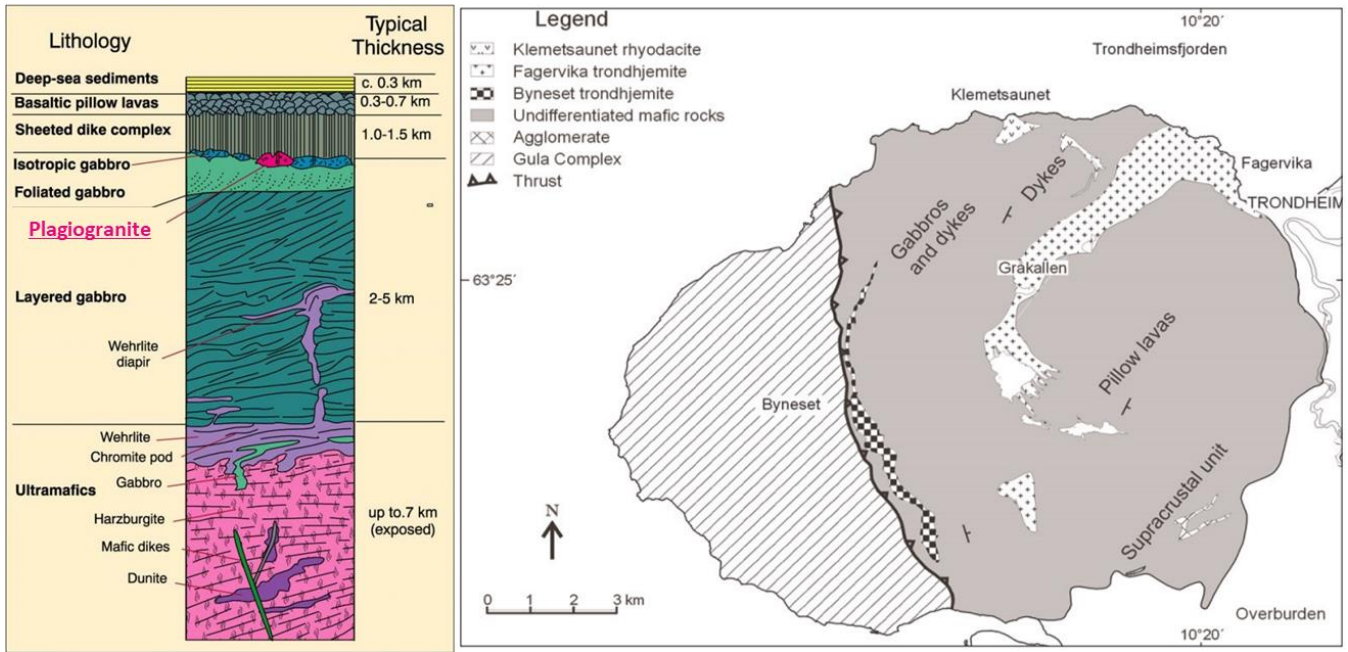 Lithology
Typical
Thickness
Deep-sea sediments
c. 0.3 km
Basaltic pillow lavas
0.3-0.7 km
Sheeted dike complex
1.0-1.5 km
Isotropic gabbro
Foliated gabbro
Plagiogranite
Layered gabbro
2-5 km
Wehrlite
diapir
Wehrlite
Chromite pod
Gabbro
Ultramafics
Harzburgite
up to.7 km
(exposed)
Mafic dikes
Dunite
Legend
Klemetsaunet rhyodacite
Fagervika trondhjemite
Byneset trondhjemite
Undifferentiated mafic rocks
Agglomerate
Gula Complex
Thrust
10°20´
Trondheimsfjorden
Klemetsaunet
Fagervika
TRONDHEIM
Dykes
Gabbros
and dykes
63°25´
Gråkallen
Pillow lavas
Byneset
Supracrustal unit
N
0 1 2 3 km
Overburden
10°20´